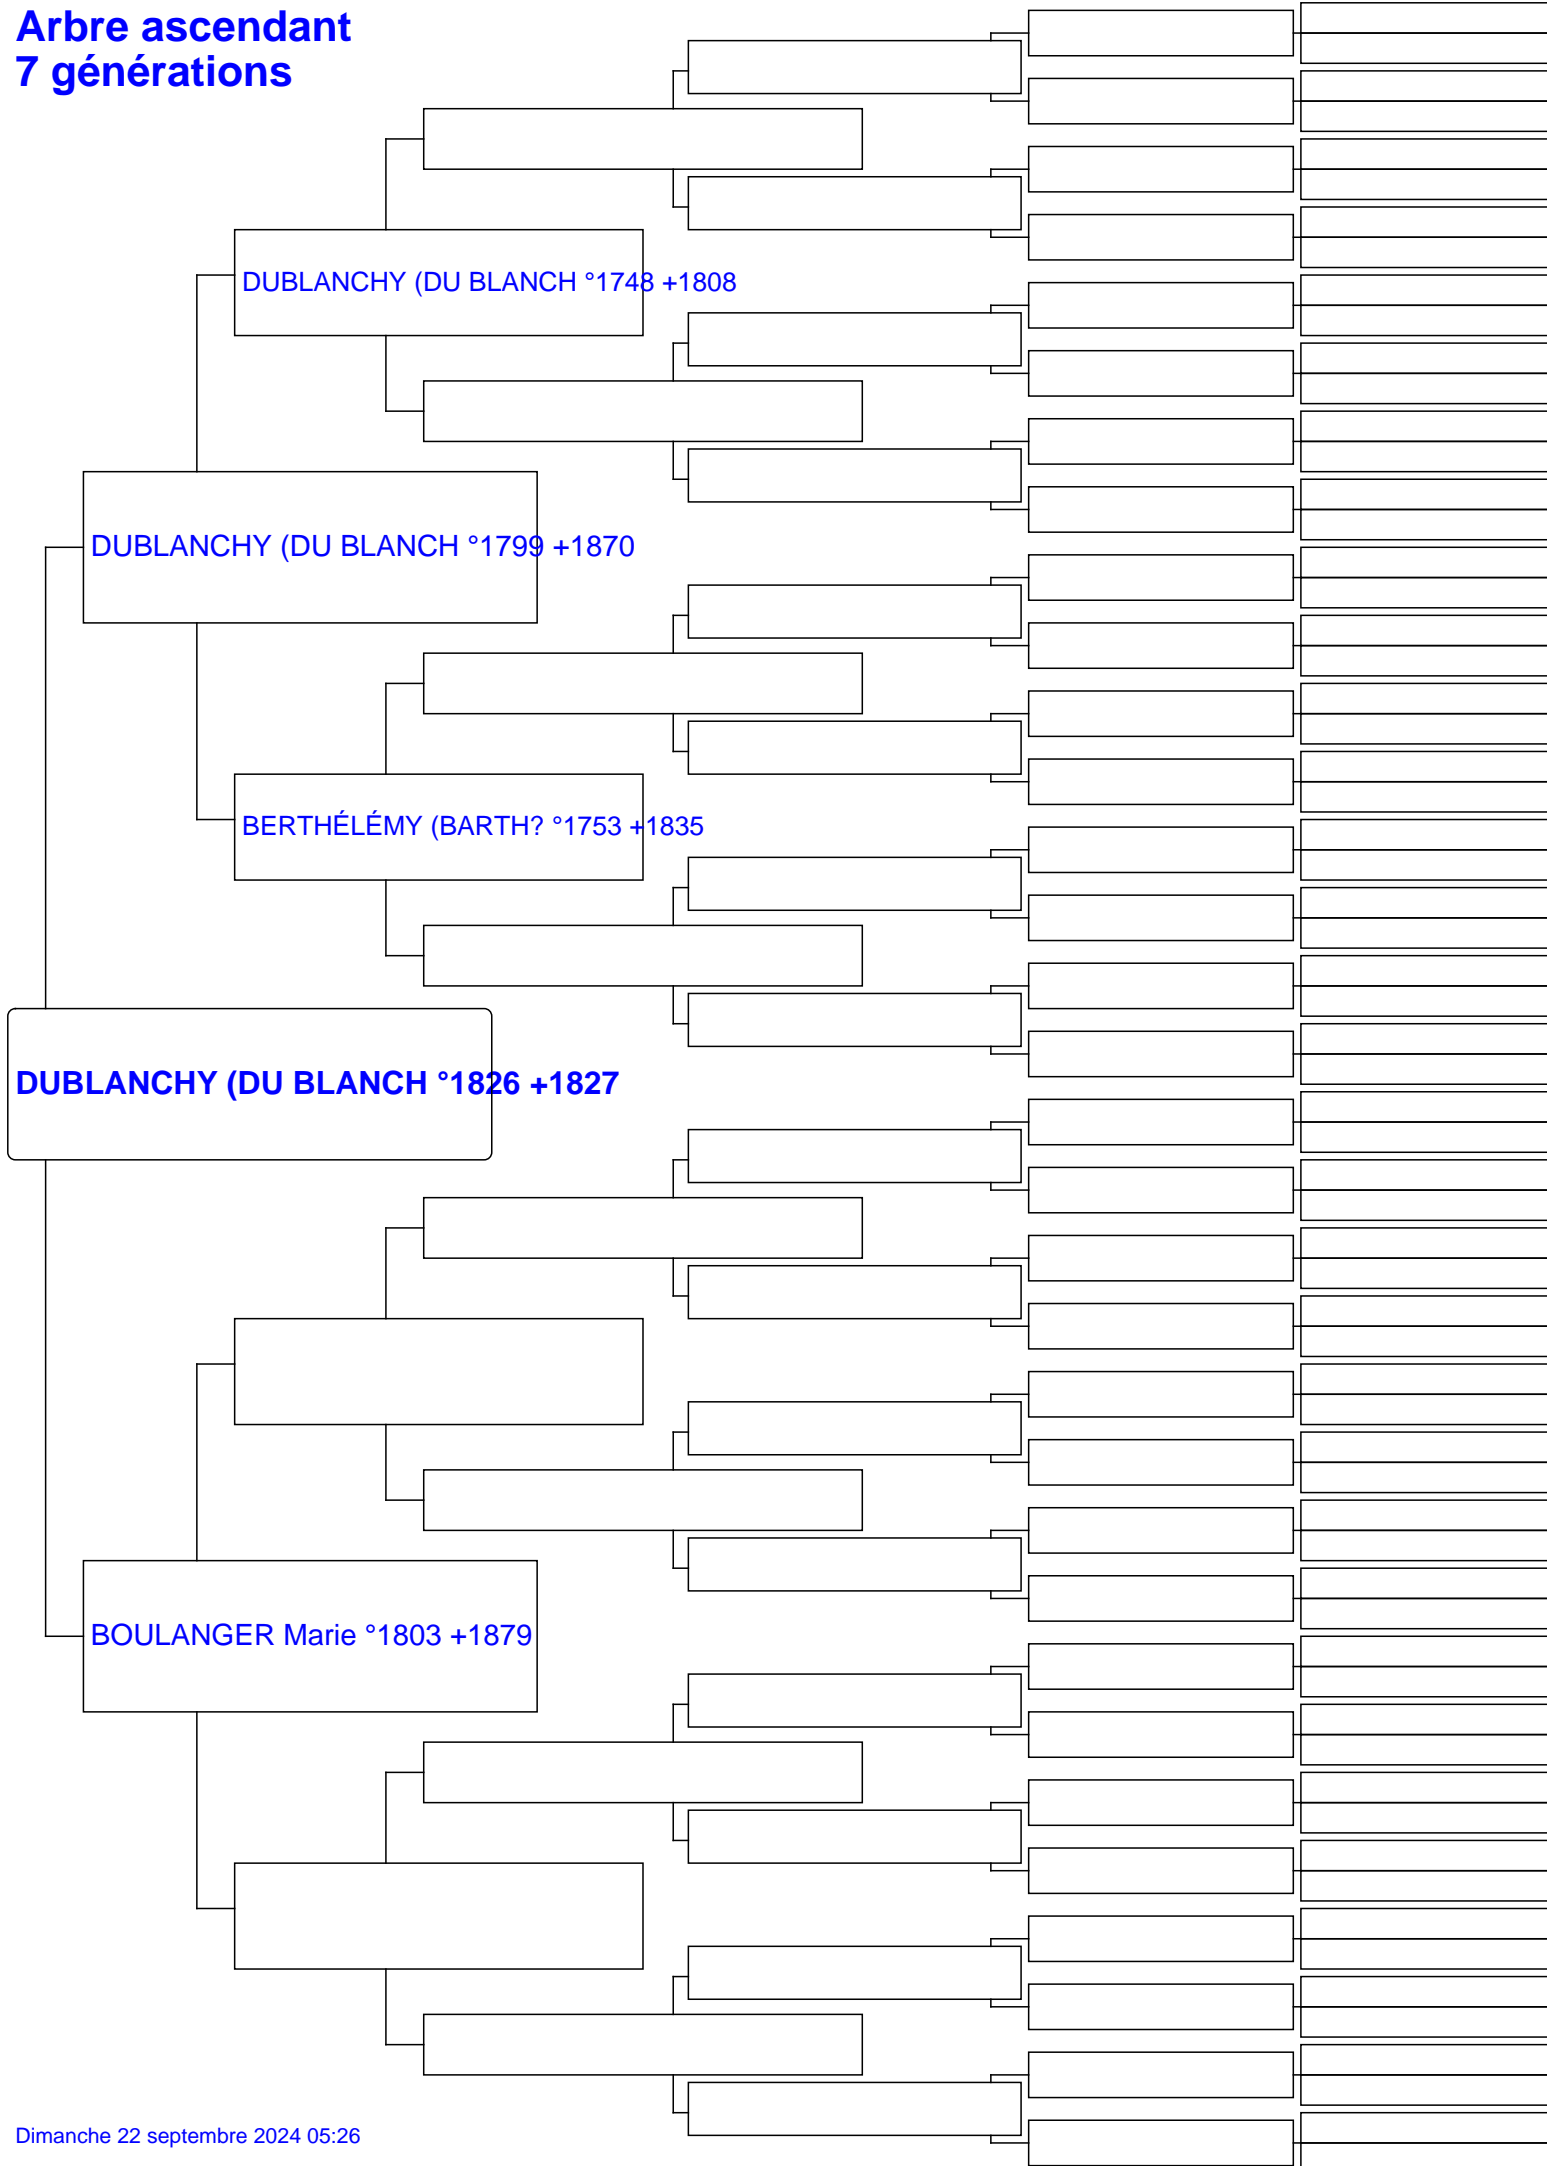 Arbre ascendant
7 générations
DUBLANCHY (DU BLANCH °1748 +1808
DUBLANCHY (DU BLANCH °1799 +1870
BERTHÉLÉMY (BARTH? °1753 +1835
DUBLANCHY (DU BLANCH °1826 +1827
BOULANGER Marie °1803 +1879
Dimanche 22 septembre 2024 05:26